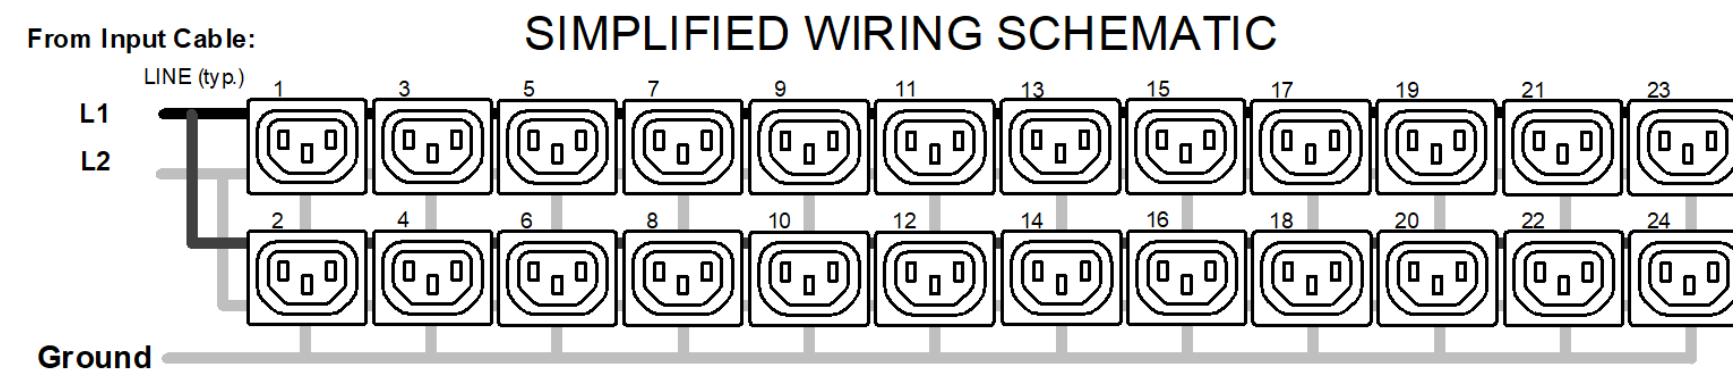 SIMPLIFIED WIRING SCHEMATIC
From Input Cable:
LINE (typ.)
1 3 5 7 9 11 13 15 17 19 21 23
L1
L2
2 4 6 8 10 12 14 16 18 20 22 24
Ground